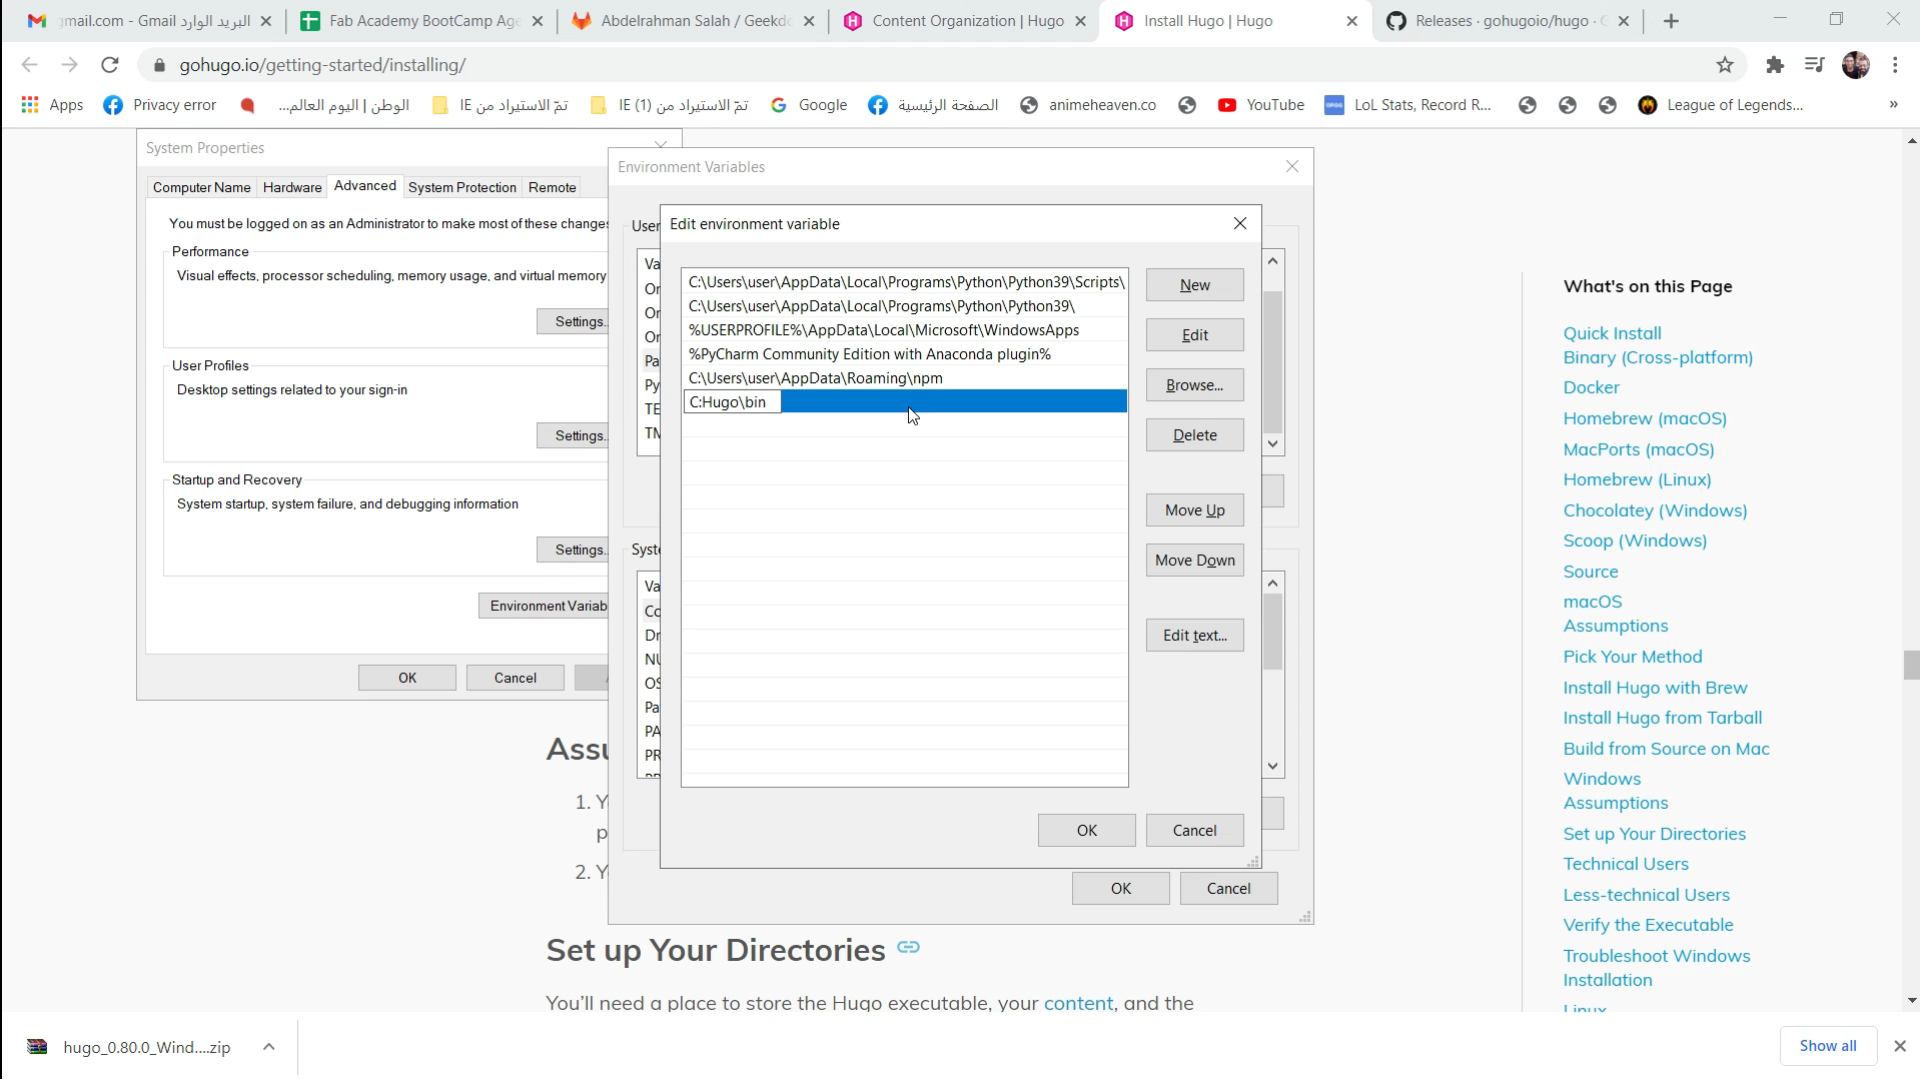 gmail.com - Gmail البريد الوارد
Fab Academy BootCamp Age
Abdelrahman Salah / Geekdo
Content Organization | Hugo
Install Hugo | Hugo
Releases · gohugoio/hugo ·
gohugo.io/getting-started/installing/
Apps
Privacy error
الوطن | اليوم العالم...
تمّ الاستيراد من IE
تمّ الاستيراد من IE (1)
Google
الصفحة الرئيسية
animeheaven.co
YouTube
LoL Stats, Record R...
League of Legends...
»
System Properties
Computer Name
Hardware
Advanced
System Protection
Remote
You must be logged on as an Administrator to make most of these changes
Performance
Visual effects, processor scheduling, memory usage, and virtual memory
Settings..
User Profiles
Desktop settings related to your sign-in
Settings..
Startup and Recovery
System startup, system failure, and debugging information
Settings..
Environment Variab
OK
Cancel
Environment Variables
User
Va
On
On
On
Pa
Py
TE
TM
Syste
Va
Co
Dr
NU
OS
Pa
PA
PR
OK
Cancel
Edit environment variable
C:\Users\user\AppData\Local\Programs\Python\Python39\Scripts\
C:\Users\user\AppData\Local\Programs\Python\Python39\
%USERPROFILE%\AppData\Local\Microsoft\WindowsApps
%PyCharm Community Edition with Anaconda plugin%
C:\Users\user\AppData\Roaming\npm
C:Hugo\bin
New
Edit
Browse...
Delete
Move Up
Move Down
Edit text...
OK
Cancel
Assu
1. Y
p
2. Y
Set up Your Directories
You'll need a place to store the Hugo executable, your content, and the
What's on this Page
Quick Install
Binary (Cross-platform)
Docker
Homebrew (macOS)
MacPorts (macOS)
Homebrew (Linux)
Chocolatey (Windows)
Scoop (Windows)
Source
macOS
Assumptions
Pick Your Method
Install Hugo with Brew
Install Hugo from Tarball
Build from Source on Mac
Windows
Assumptions
Set up Your Directories
Technical Users
Less-technical Users
Verify the Executable
Troubleshoot Windows
Installation
Linux
hugo_0.80.0_Wind....zip
Show all